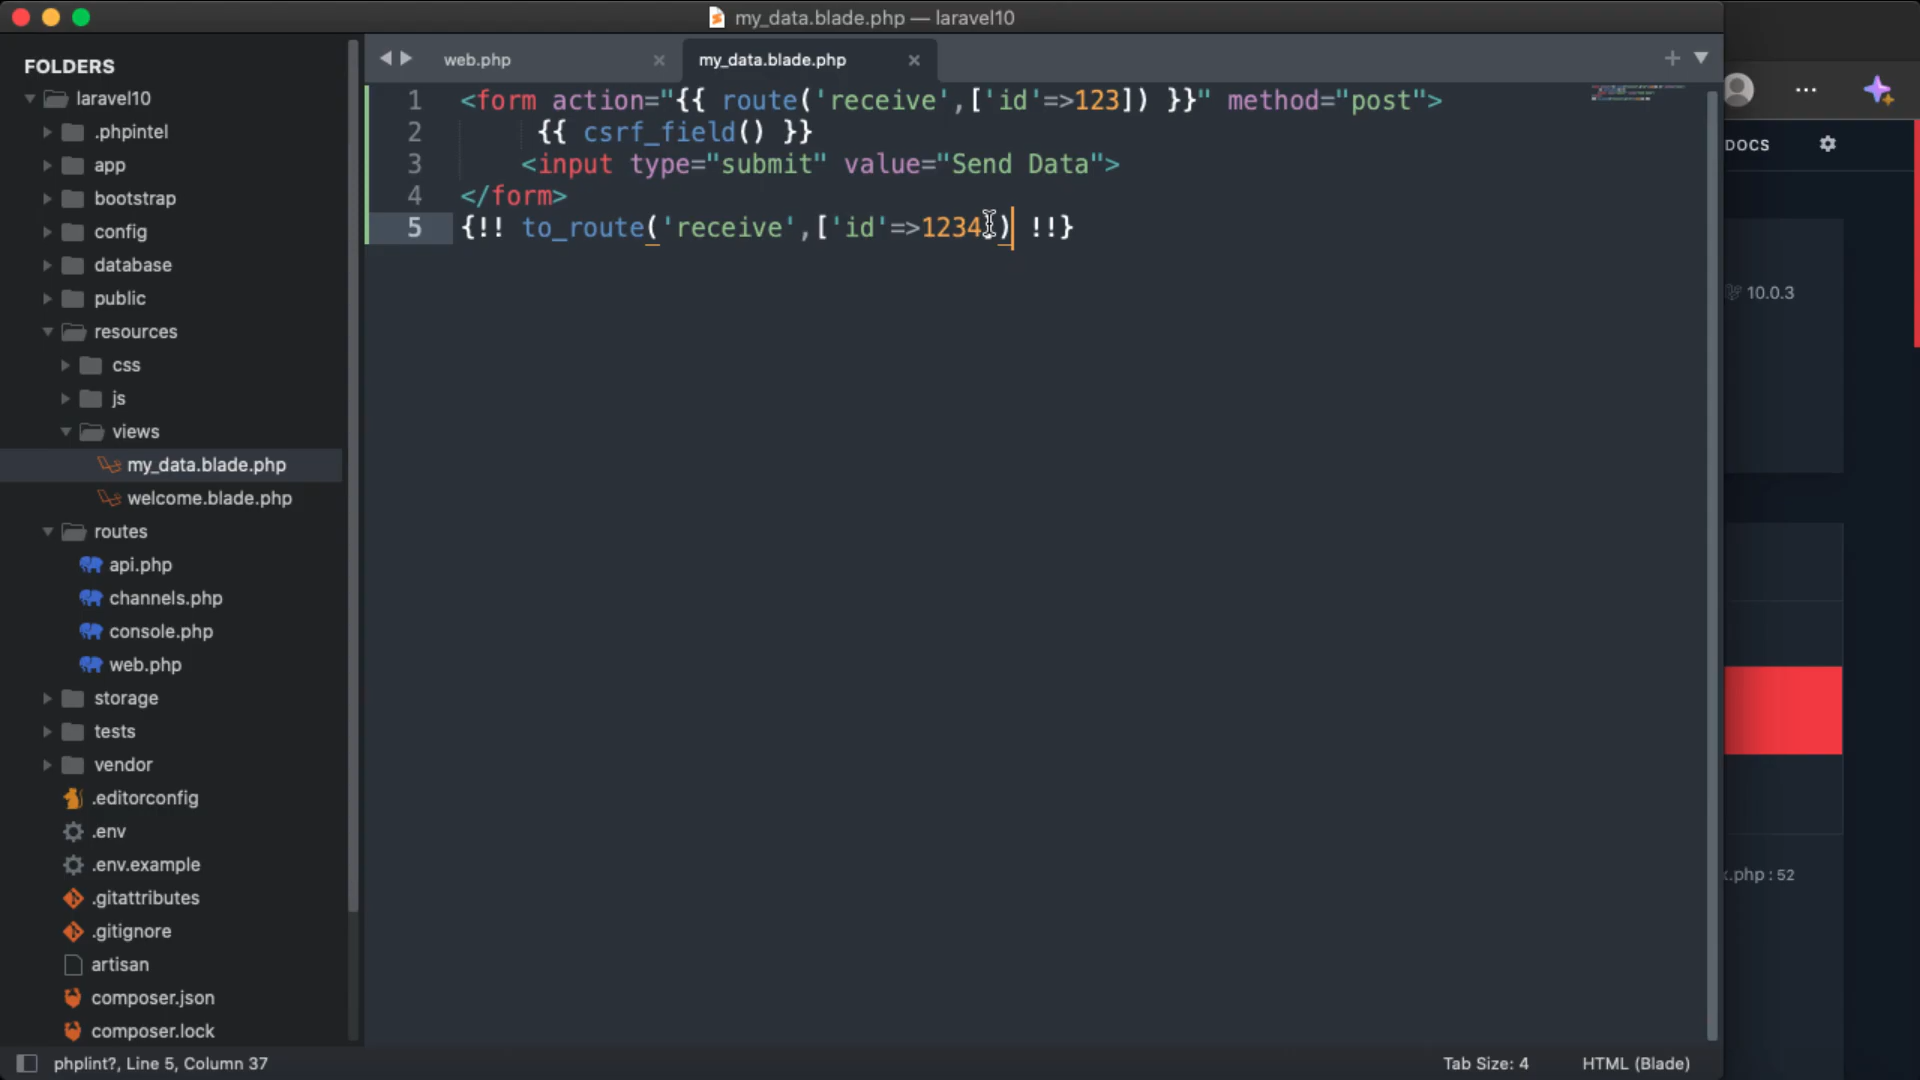 my_data.blade.php — laravel10
FOLDERS
laravel10
.phpintel
app
bootstrap
config
database
public
resources
css
js
views
my_data.blade.php
welcome.blade.php
routes
api.php
channels.php
console.php
web.php
storage
tests
vendor
.editorconfig
.env
.env.example
.gitattributes
.gitignore
artisan
composer.json
composer.lock
web.php
my_data.blade.php
1 <form action="{{ route('receive',['id'=>123]) }}" method="post">
2 {{ csrf_field() }}
3 <input type="submit" value="Send Data">
4 </form>
5 {!! to_route('receive',['id'=>1234]) !!}
DOCS
10.0.3
.php : 52
phplint?, Line 5, Column 37
Tab Size: 4
HTML (Blade)